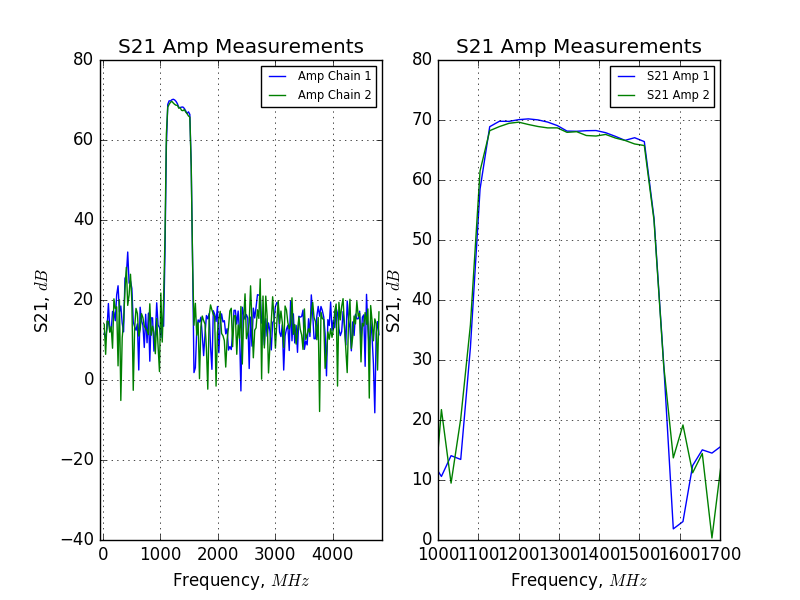 S21 Amp Measurements
S21 Amp Measurements
80
60
40
20
0
−20
−40
S21, dB
Amp Chain 1
Amp Chain 2
0
1000
2000
3000
4000
Frequency, MHz
80
70
60
50
40
30
20
10
0
S21, dB
S21 Amp 1
S21 Amp 2
1000
1100
1200
1300
1400
1500
1600
1700
Frequency, MHz